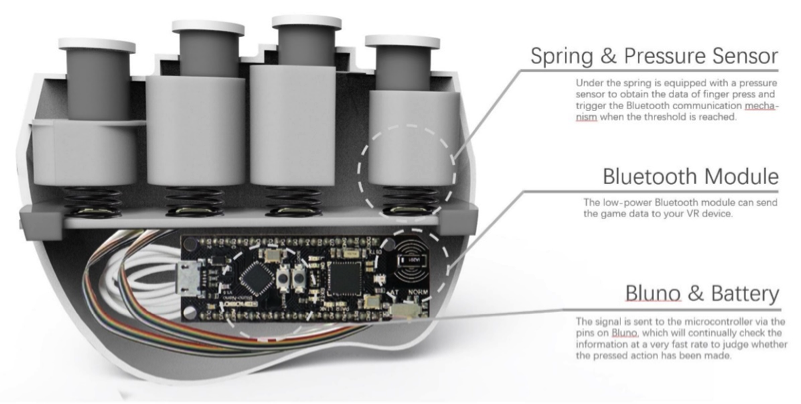 Spring & Pressure Sensor
Under the spring is equipped with a pressure
sensor to obtain the data of finger press and
trigger the Bluetooth communication mecha-
nism when the threshold is reached.
Bluetooth Module
The low-power Bluetooth module can send
the game data to your VR device.
Bluno & Battery
The signal is sent to the microcontroller via the
pins on Bluno, which will continually check the
information at a very fast rate to judge whether
the pressed action has been made.
NORM